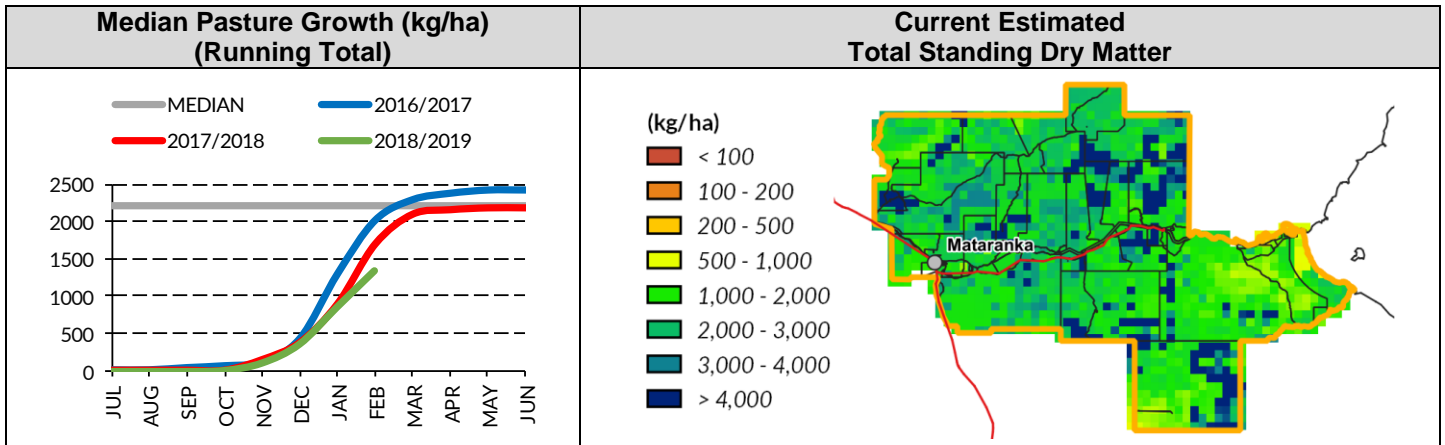 Median Pasture Growth (kg/ha)
(Running Total)
Current Estimated
Total Standing Dry Matter
MEDIAN
2016/2017
2017/2018
2018/2019
2500
2000
1500
1000
500
0
JUL
AUG
SEP
OCT
NOV
DEC
JAN
FEB
MAR
APR
MAY
JUN
(kg/ha)
< 100
100 - 200
200 - 500
500 - 1,000
1,000 - 2,000
2,000 - 3,000
3,000 - 4,000
> 4,000
Mataranka